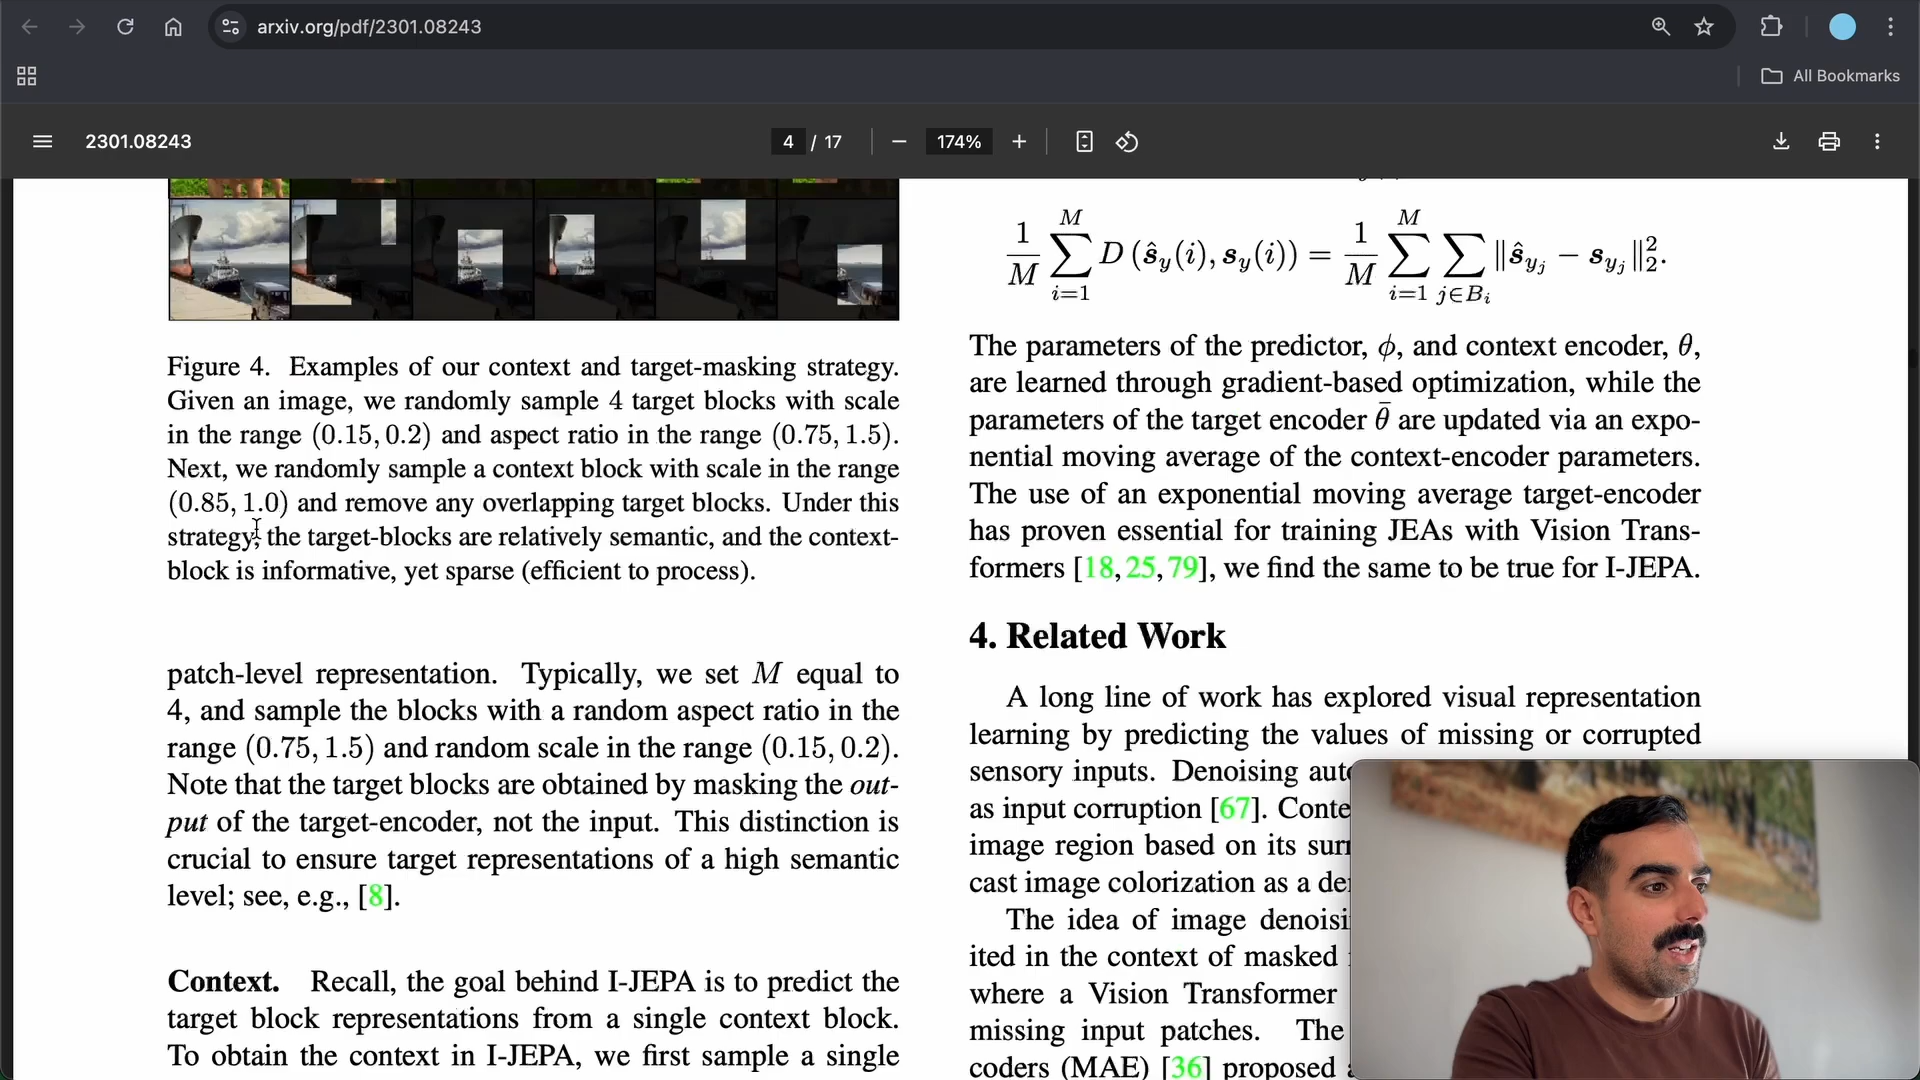 arxiv.org/pdf/2301.08243
All Bookmarks
2301.08243
4 / 17
174%
Figure 4. Examples of our context and target-masking strategy.
Given an image, we randomly sample 4 target blocks with scale
in the range (0.15, 0.2) and aspect ratio in the range (0.75, 1.5).
Next, we randomly sample a context block with scale in the range
(0.85, 1.0) and remove any overlapping target blocks. Under this
strategy, the target-blocks are relatively semantic, and the context-
block is informative, yet sparse (efficient to process).
patch-level representation. Typically, we set M equal to
4, and sample the blocks with a random aspect ratio in the
range (0.75, 1.5) and random scale in the range (0.15, 0.2).
Note that the target blocks are obtained by masking the out-
put of the target-encoder, not the input. This distinction is
crucial to ensure target representations of a high semantic
level; see, e.g., [8].
Context. Recall, the goal behind I-JEPA is to predict the
target block representations from a single context block.
To obtain the context in I-JEPA, we first sample a single
1/M ∑_{i=1}^{M} D (ŝ_y(i), s_y(i)) = 1/M ∑_{i=1}^{M} ∑_{j∈B_i} ‖ŝ_{y_j} − s_{y_j}‖_2^2.
The parameters of the predictor, ϕ, and context encoder, θ,
are learned through gradient-based optimization, while the
parameters of the target encoder θ̄ are updated via an expo-
nential moving average of the context-encoder parameters.
The use of an exponential moving average target-encoder
has proven essential for training JEAs with Vision Trans-
formers [18, 25, 79], we find the same to be true for I-JEPA.
4. Related Work
A long line of work has explored visual representation
learning by predicting the values of missing or corrupted
sensory inputs. Denoising
as input corruption [67].
image region based on its
cast image colorization as a
The idea of image
ited in the context of masked
where a Vision Transformer
missing input patches. The
coders (MAE) [36] proposed